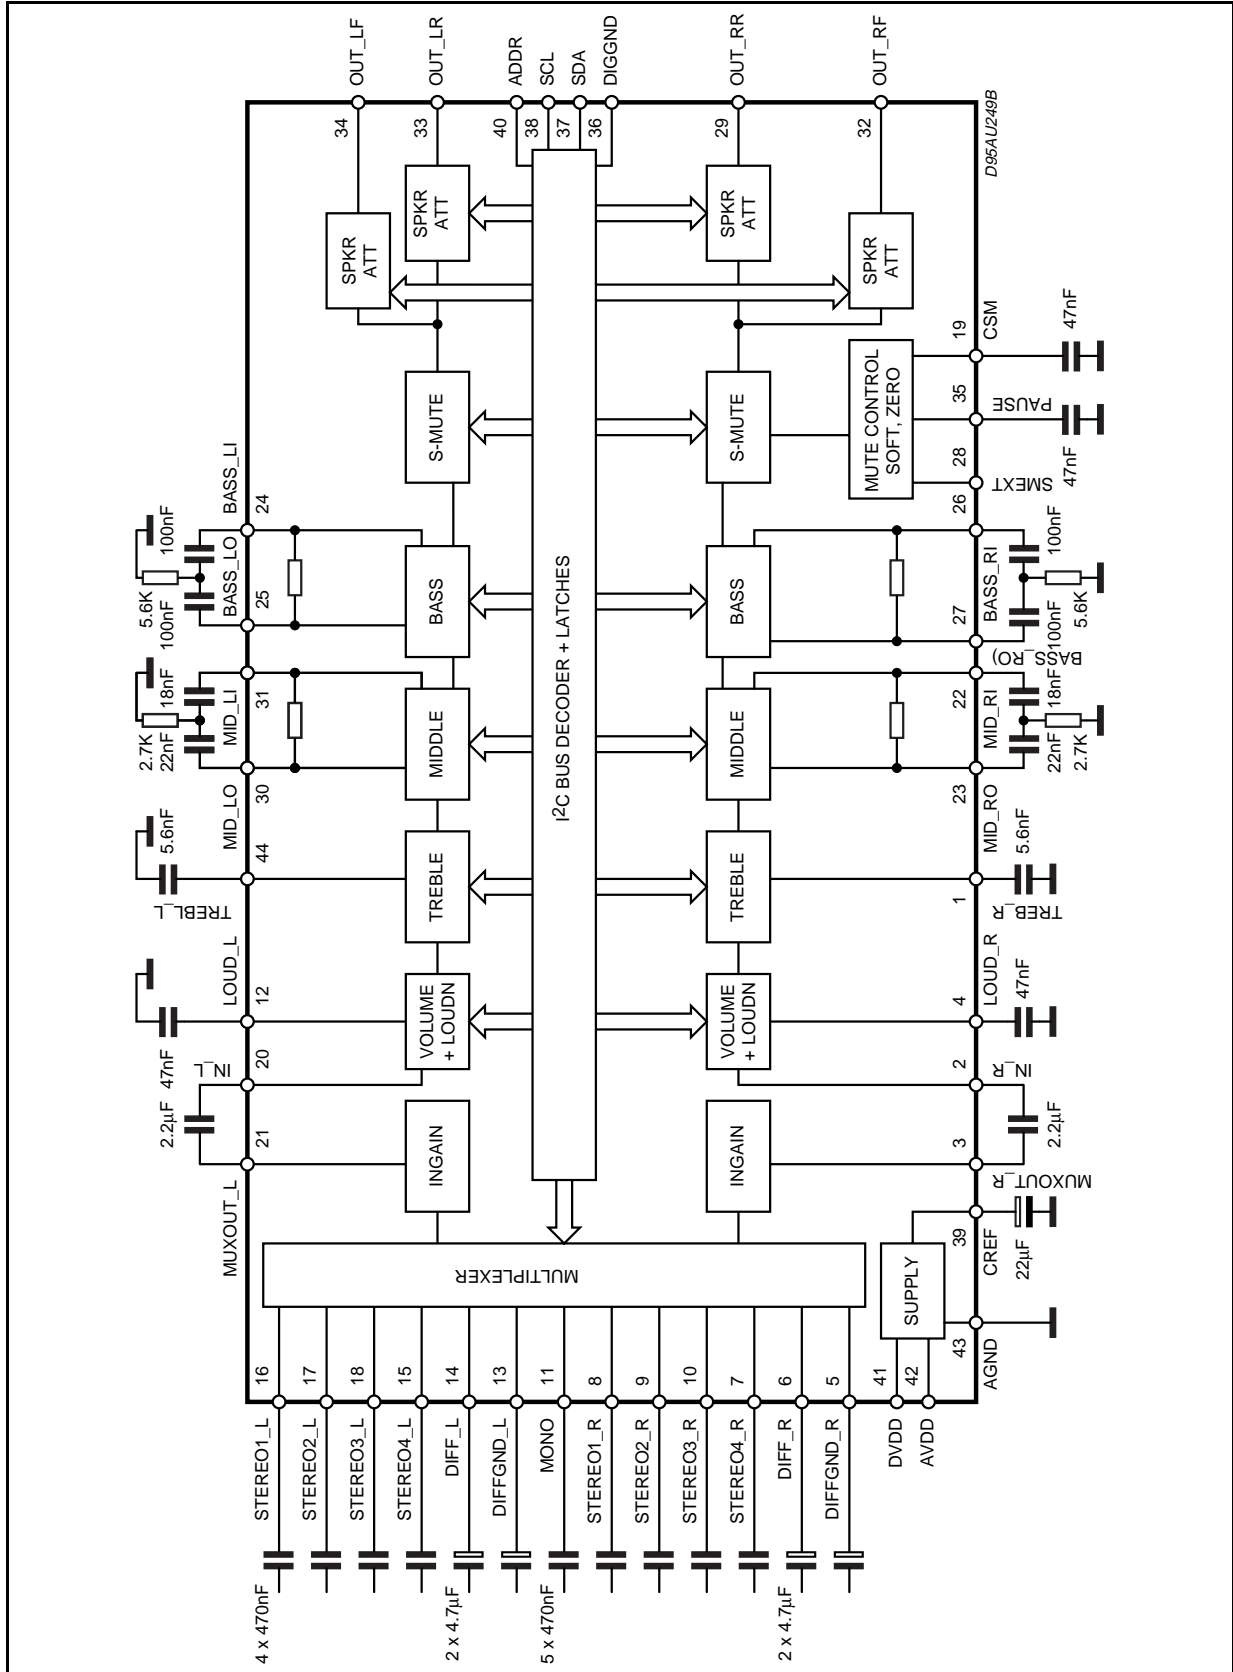 4 x 470nF
2 x 4.7µF
5 x 470nF
2 x 4.7µF
STEREO1_L
STEREO2_L
STEREO3_L
STEREO4_L
DIFF_L
DIFFGND_L
MONO
STEREO1_R
STEREO2_R
STEREO3_R
STEREO4_R
DIFF_R
DIFFGND_R
DVDD
AVDD
16
17
18
15
14
13
11
8
9
10
7
6
5
41
42
MULTIPLEXER
SUPPLY
43
AGND
39
CREF
22µF
MUXOUT_L
21
2.2µF
20
IN_L
INGAIN
INGAIN
3
MUXOUT_R
2.2µF
2
IN_R
47nF
12
LOUD_L
VOLUME
+ LOUDN
VOLUME
+ LOUDN
4
LOUD_R
47nF
TREBL_L
44
5.6nF
TREBLE
TREBLE
1
TREB_R
5.6nF
MID_LO
30
MID_LI
31
2.7K
22nF
18nF
MIDDLE
MIDDLE
23
MID_RO
22
MID_RI
22nF
18nF
2.7K
25
BASS_LO
24
BASS_LI
5.6K
100nF
100nF
BASS
BASS
27
BASS_RO)
26
BASS_RI
100nF
100nF
5.6K
I2C BUS DECODER + LATCHES
S-MUTE
S-MUTE
MUTE CONTROL
SOFT, ZERO
28
SMEXT
35
PAUSE
47nF
19
CSM
47nF
SPKR
ATT
SPKR
ATT
SPKR
ATT
SPKR
ATT
34
33
40
38
37
36
29
32
OUT_LF
OUT_LR
ADDR
SCL
SDA
DIGGND
OUT_RR
OUT_RF
D95AU249B